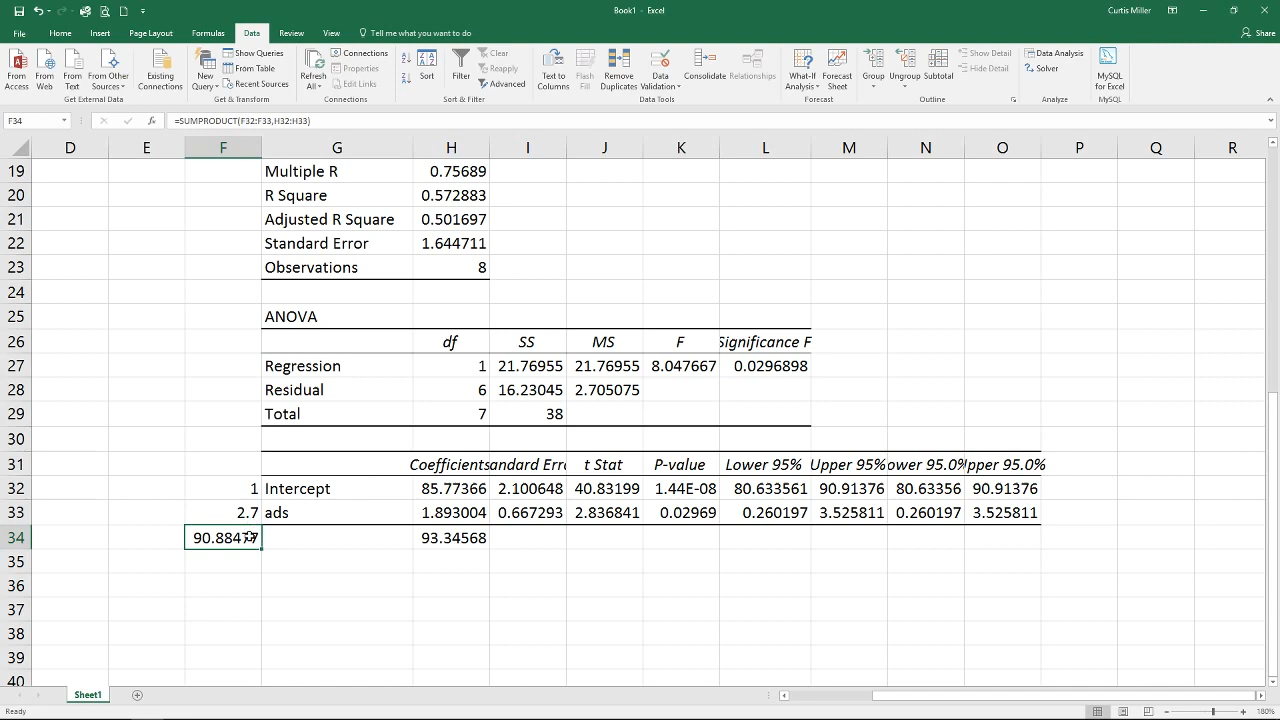 Book1 - Excel
Curtis Miller
File Home Insert Page Layout Formulas Data Review View Tell me what you want to do Share
From Access
From Web
From Text
From Other Sources
Existing Connections
Get External Data
New Query
Show Queries
From Table
Recent Sources
Get & Transform
Refresh All
Connections
Properties
Edit Links
Connections
Sort
Filter
Clear
Reapply
Advanced
Sort & Filter
Text to Columns
Flash Fill
Remove Duplicates
Data Validation
Consolidate
Relationships
Data Tools
What-If Analysis
Forecast Sheet
Forecast
Group
Ungroup
Subtotal
Show Detail
Hide Detail
Outline
Data Analysis
Solver
Analyze
MySQL for Excel
MySQL
F34 fx =SUMPRODUCT(F32:F33,H32:H33)
D E F G H I J K L M N O P Q R
19 Multiple R 0.75689
20 R Square 0.572883
21 Adjusted R Square 0.501697
22 Standard Error 1.644711
23 Observations 8
24
25 ANOVA
26 df SS MS F Significance F
27 Regression 1 21.76955 21.76955 8.047667 0.0296898
28 Residual 6 16.23045 2.705075
29 Total 7 38
30
31 Coefficients andard Erro t Stat P-value Lower 95% Upper 95% ower 95.0% pper 95.0%
32 1 Intercept 85.77366 2.100648 40.83199 1.44E-08 80.633561 90.91376 80.63356 90.91376
33 2.7 ads 1.893004 0.667293 2.836841 0.02969 0.260197 3.525811 0.260197 3.525811
34 90.88477 93.34568
35
36
37
38
39
40
Sheet1
Ready 180%